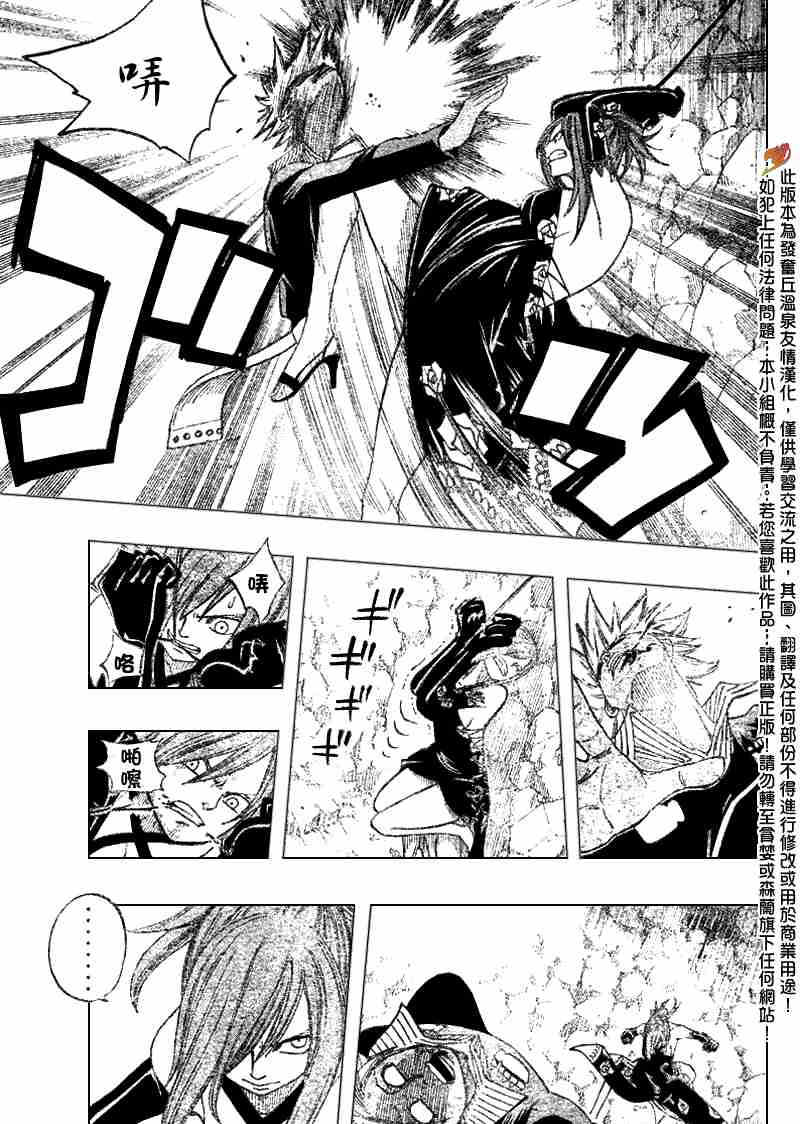 哢
ゴッ
ギギ
哢
咯
啪嚓
......
此版本為發奮丘溫泉友情漢化，僅供學習交流之用，其圖、翻譯及任何部份不得進行修改或用於商業用途！
如犯上任何法律問題…本小組概不負責。若您喜歡此作品…請購買正版！請勿轉至貪婪或森蘭旗下任何網站！